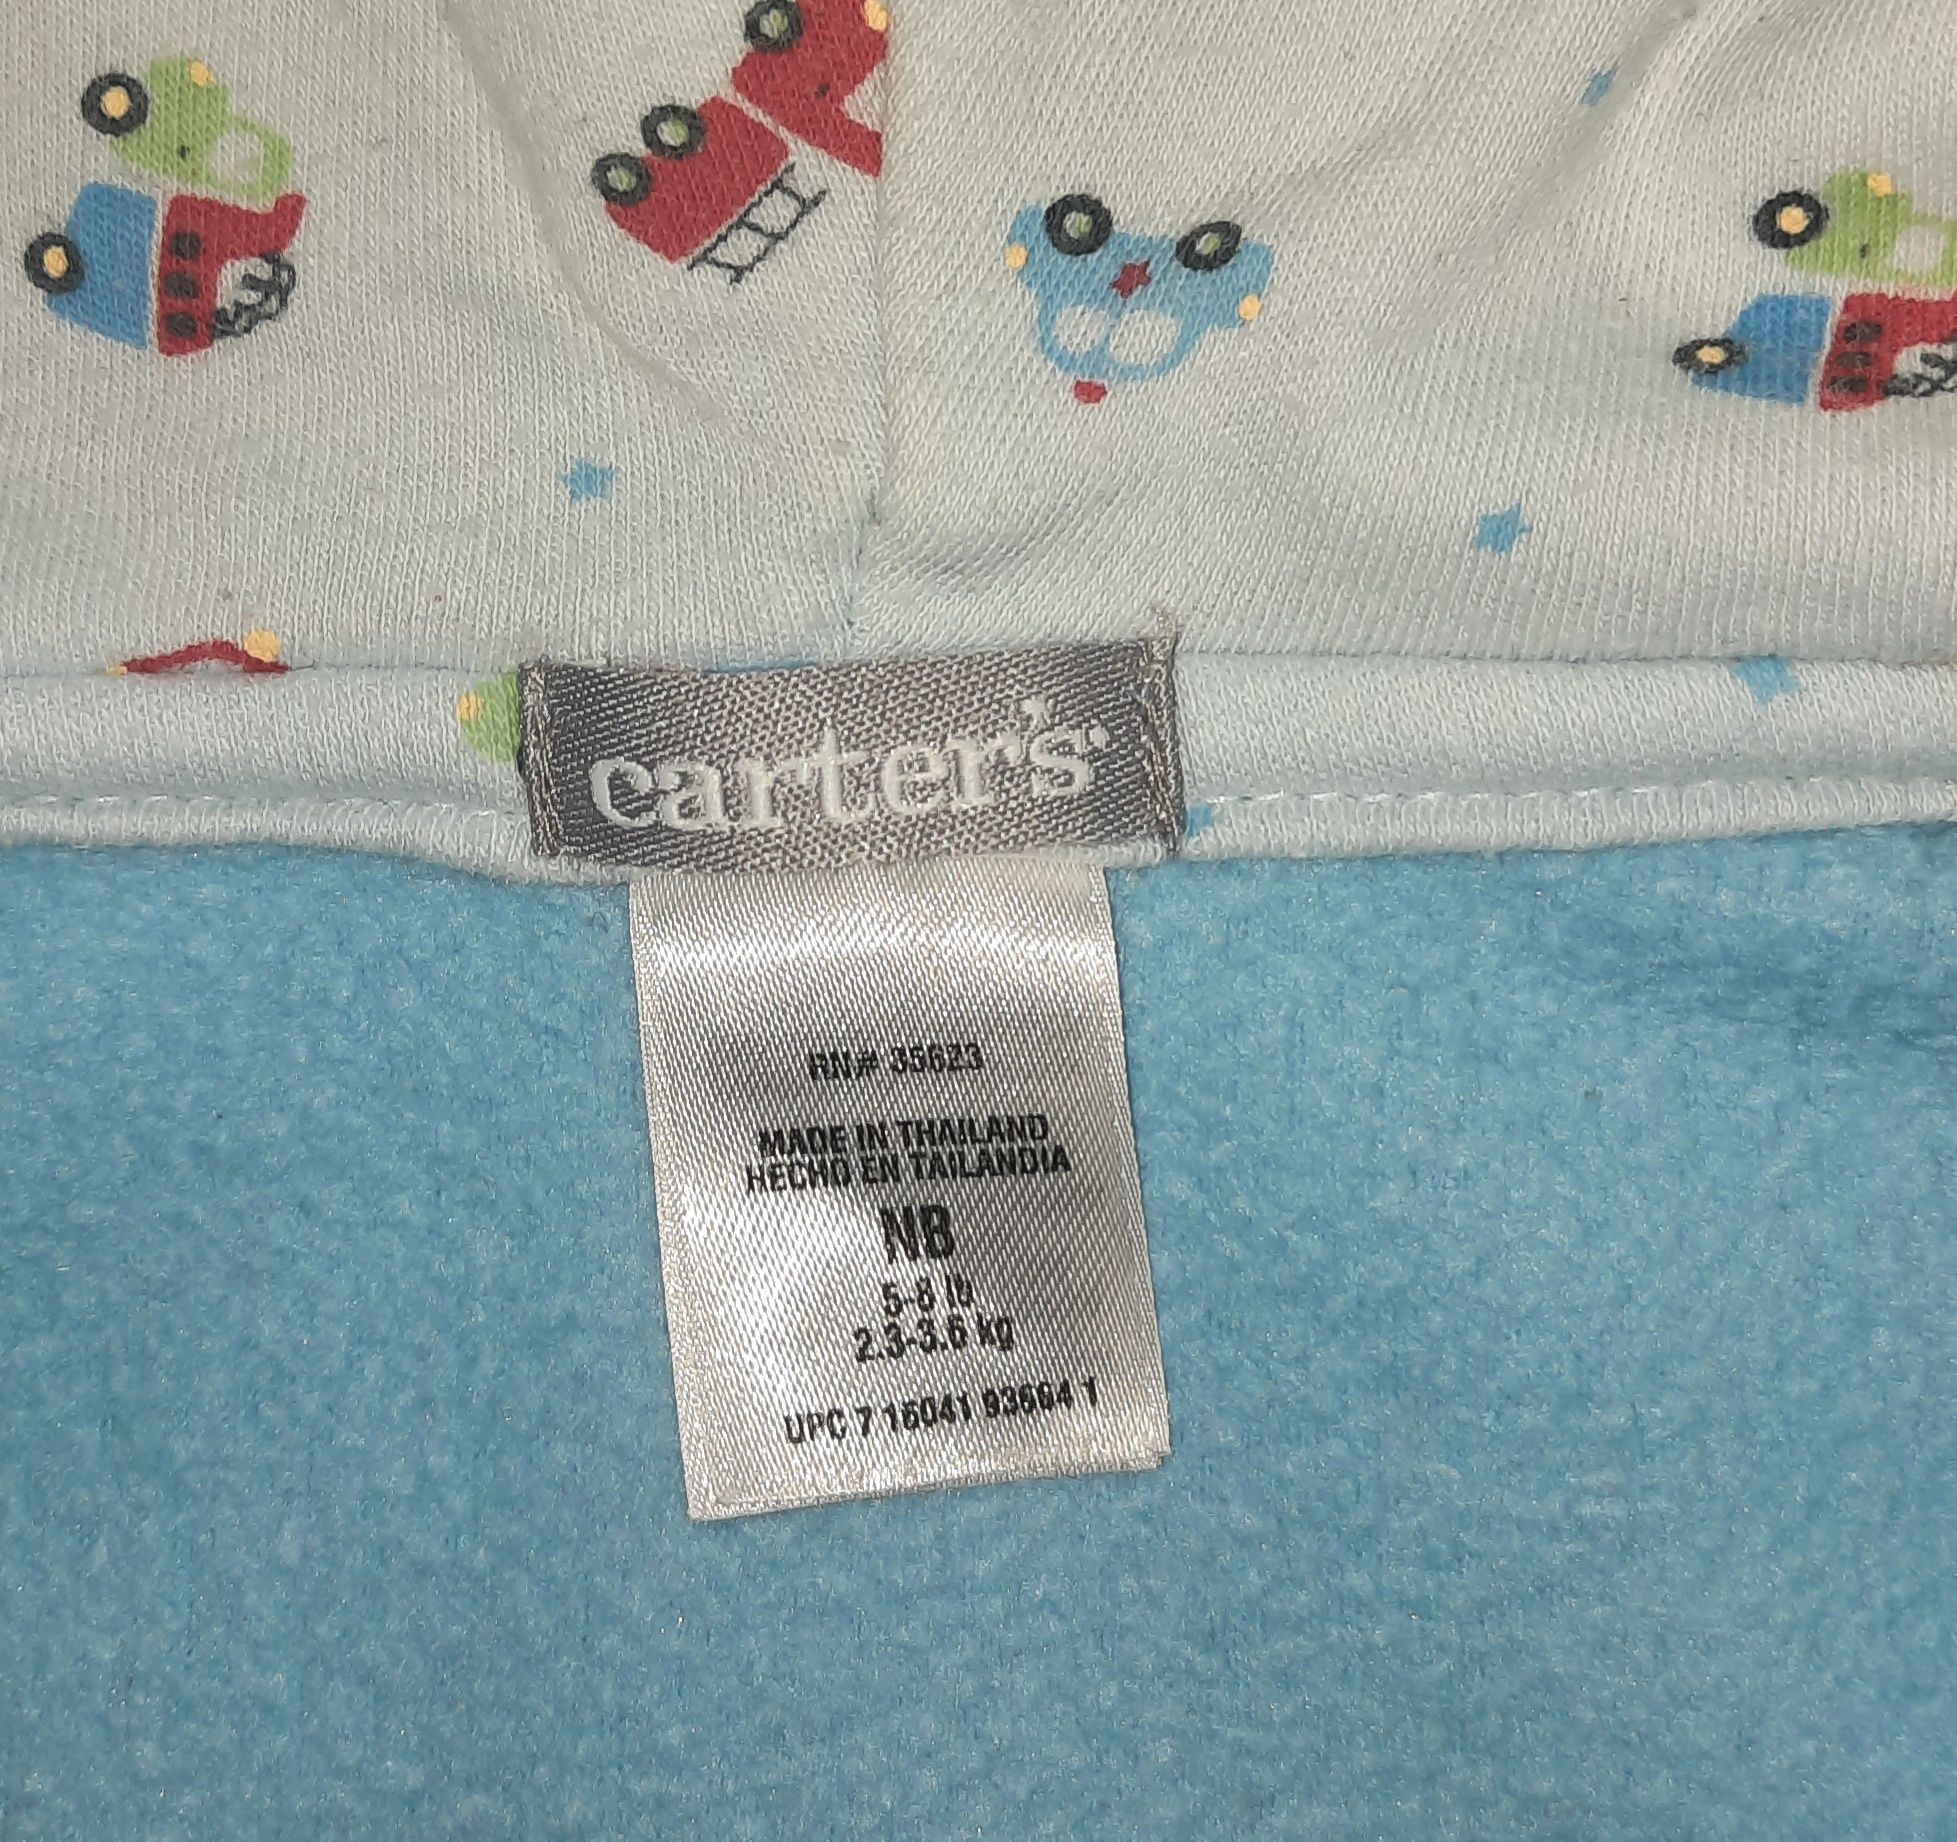 carter's
RN# 35623
MADE IN THAILAND
HECHO EN TAILANDIA
NB
5-8 lb
2.3-3.6 kg
UPC 7 16041 93664 1